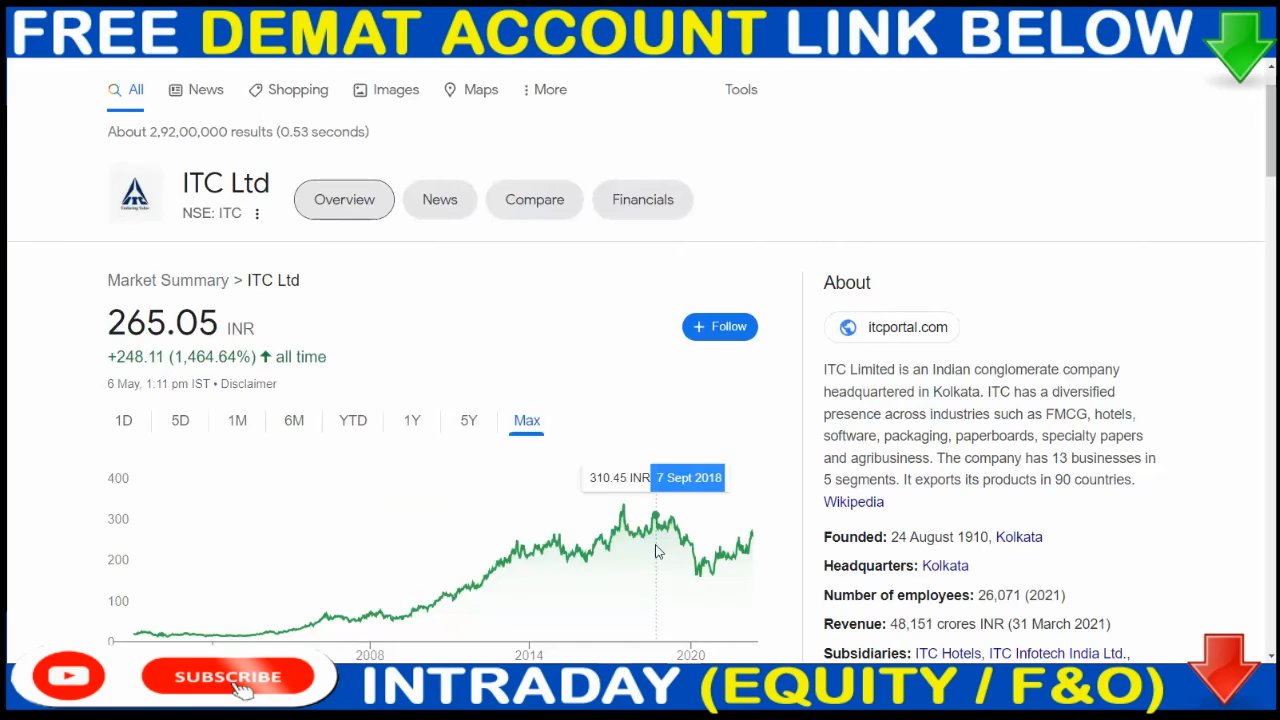 FREE DEMAT ACCOUNT LINK BELOW
All News Shopping Images Maps More Tools
About 2,92,00,000 results (0.53 seconds)
ITC Ltd
NSE: ITC
Overview News Compare Financials
Market Summary > ITC Ltd
265.05 INR
+248.11 (1,464.64%) all time
6 May, 1:11 pm IST • Disclaimer
+ Follow
1D 5D 1M 6M YTD 1Y 5Y Max
310.45 INR 7 Sept 2018
400
300
200
100
0
2008 2014 2020
About
itcportal.com
ITC Limited is an Indian conglomerate company
headquartered in Kolkata. ITC has a diversified
presence across industries such as FMCG, hotels,
software, packaging, paperboards, specialty papers
and agribusiness. The company has 13 businesses in
5 segments. It exports its products in 90 countries.
Wikipedia
Founded: 24 August 1910, Kolkata
Headquarters: Kolkata
Number of employees: 26,071 (2021)
Revenue: 48,151 crores INR (31 March 2021)
Subsidiaries: ITC Hotels, ITC Infotech India Ltd.,
SUBSCRIBE
INTRADAY (EQUITY / F&O)